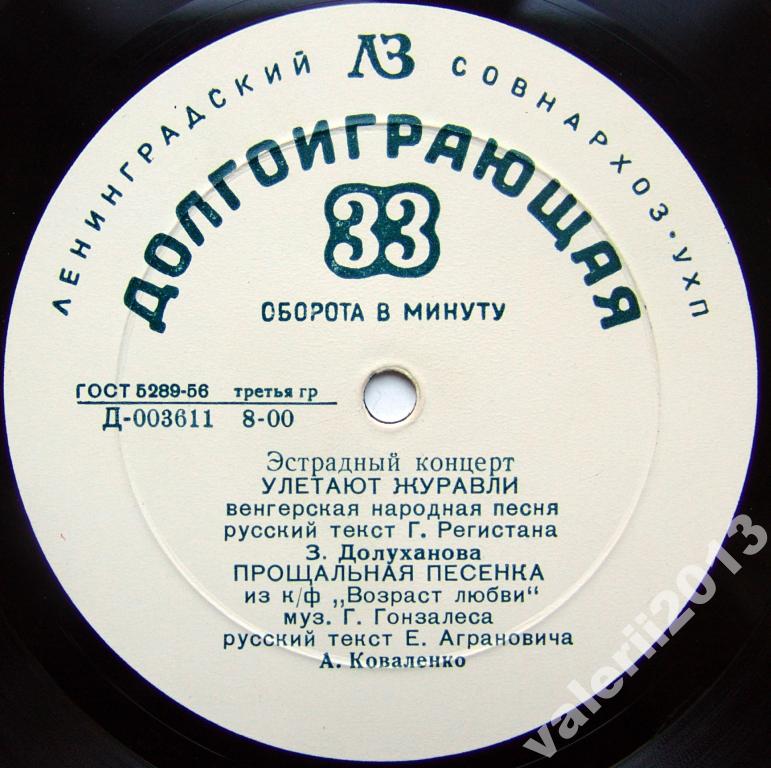 ЛЕНИНГРАДСКИЙ ЛЗ СОВНАРХОЗ · УХП
ДОЛГОИГРАЮЩАЯ
33
ОБОРОТА В МИНУТУ
ГОСТ 5289-56 третья гр
Д-003611 8-00
Эстрадный концерт
УЛЕТАЮТ ЖУРАВЛИ
венгерская народная песня
русский текст Г. Регистана
З. Долуханова
ПРОЩАЛЬНАЯ ПЕСЕНКА
из к/ф „Возраст любви“
муз. Г. Гонзалеса
русский текст Е. Аграновича
А. Коваленко
valerii2013